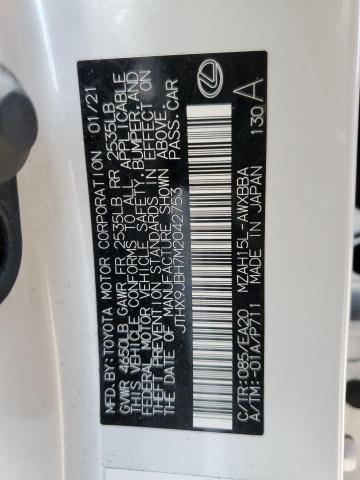 MFD.BY: TOYOTA MOTOR CORPORATION 01/21
GVWR 4650LB GAWR FR 2535LB RR 2535LB
THIS VEHICLE CONFORMS TO ALL APPLICABLE
FEDERAL MOTOR VEHICLE SAFETY, BUMPER, AND
THEFT PREVENTION STANDARDS IN EFFECT ON
THE DATE OF MANUFACTURE SHOWN ABOVE.
JTHX9JBH7M2042753 PASS.CAR
C/TR: 085/EA20 MZAH15L-AWXBBA
A/TM: -01A/P711 MADE IN JAPAN 130 A